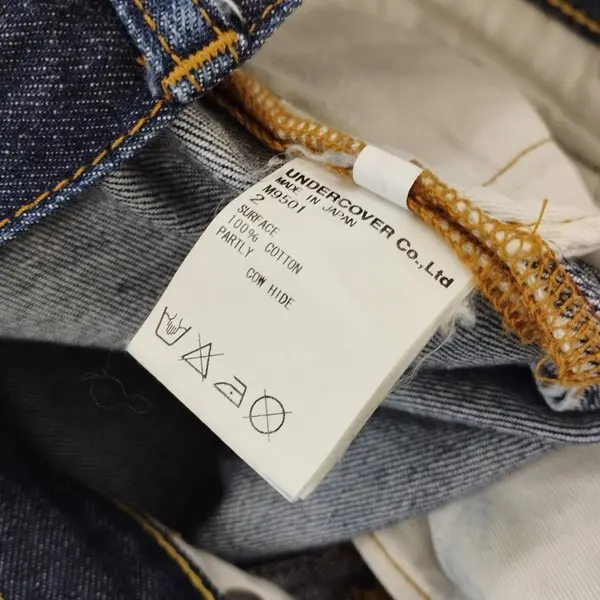 UNDERCOVER Co.,Ltd
MADE IN JAPAN
M9501
2
SURFACE
100% COTTON
PARTLY
COW HIDE